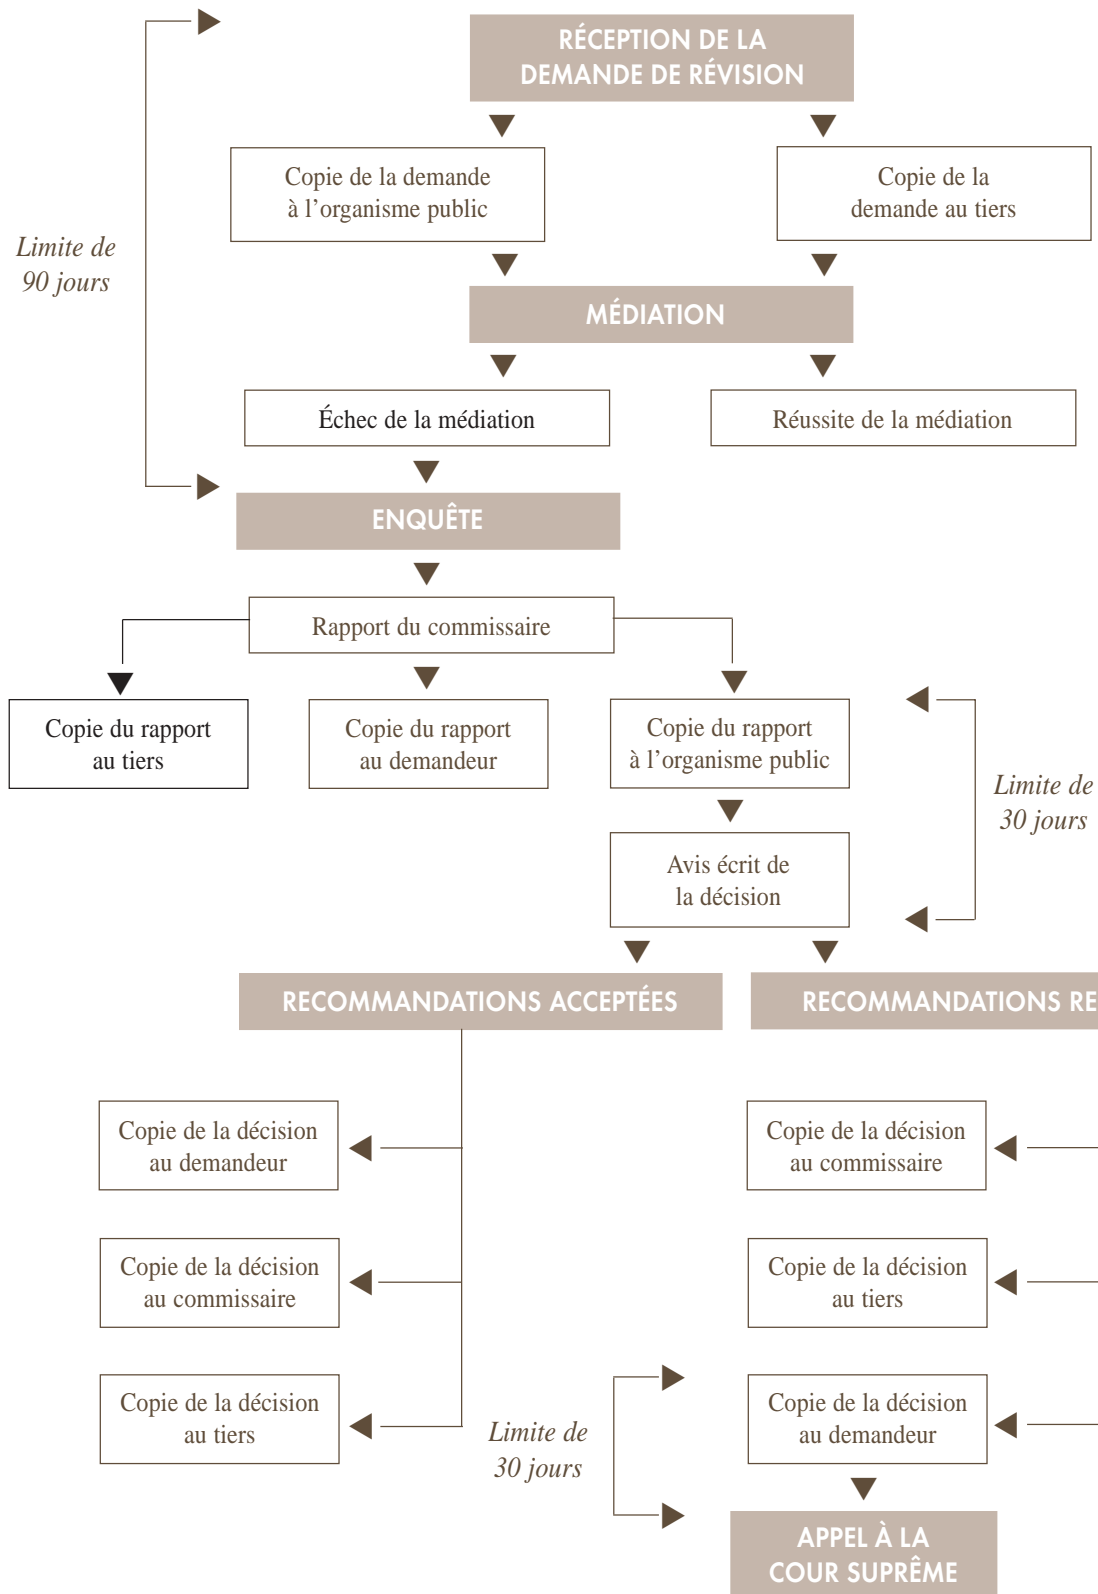 RÉCEPTION DE LA
DEMANDE DE RÉVISION
Copie de la demande
à l’organisme public
Copie de la
demande au tiers
Limite de
90 jours
MÉDIATION
Échec de la médiation
Réussite de la médiation
ENQUÊTE
Rapport du commissaire
Copie du rapport
au tiers
Copie du rapport
au demandeur
Copie du rapport
à l’organisme public
Limite de
30 jours
Avis écrit de
la décision
RECOMMANDATIONS ACCEPTÉES
RECOMMANDATIONS RE
Copie de la décision
au demandeur
Copie de la décision
au commissaire
Copie de la décision
au commissaire
Copie de la décision
au tiers
Copie de la décision
au tiers
Limite de
30 jours
Copie de la décision
au demandeur
APPEL À LA
COUR SUPRÊME